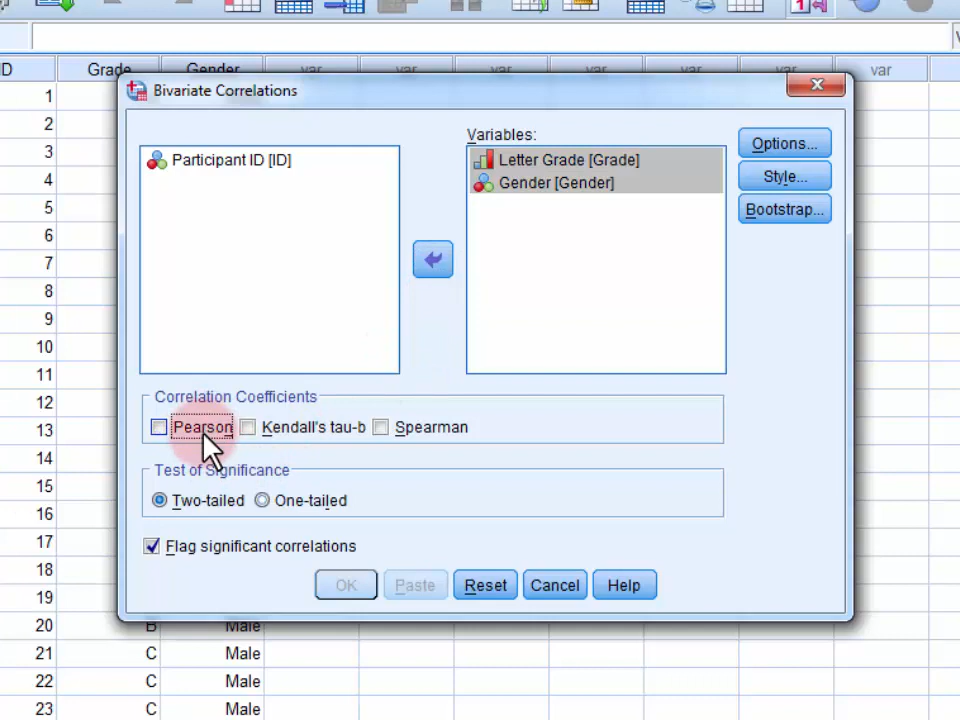 ID Grade Gender var var var var var var var
Bivariate Correlations
Variables:
Participant ID [ID]
Letter Grade [Grade]
Gender [Gender]
Options...
Style...
Bootstrap...
Correlation Coefficients
Pearson Kendall's tau-b Spearman
Test of Significance
Two-tailed One-tailed
Flag significant correlations
OK Paste Reset Cancel Help
1
2
3
4
5
6
7
8
9
10
11
12
13
14
15
16
17
18
19
20 B Male
21 C Male
22 C Male
23 C Male